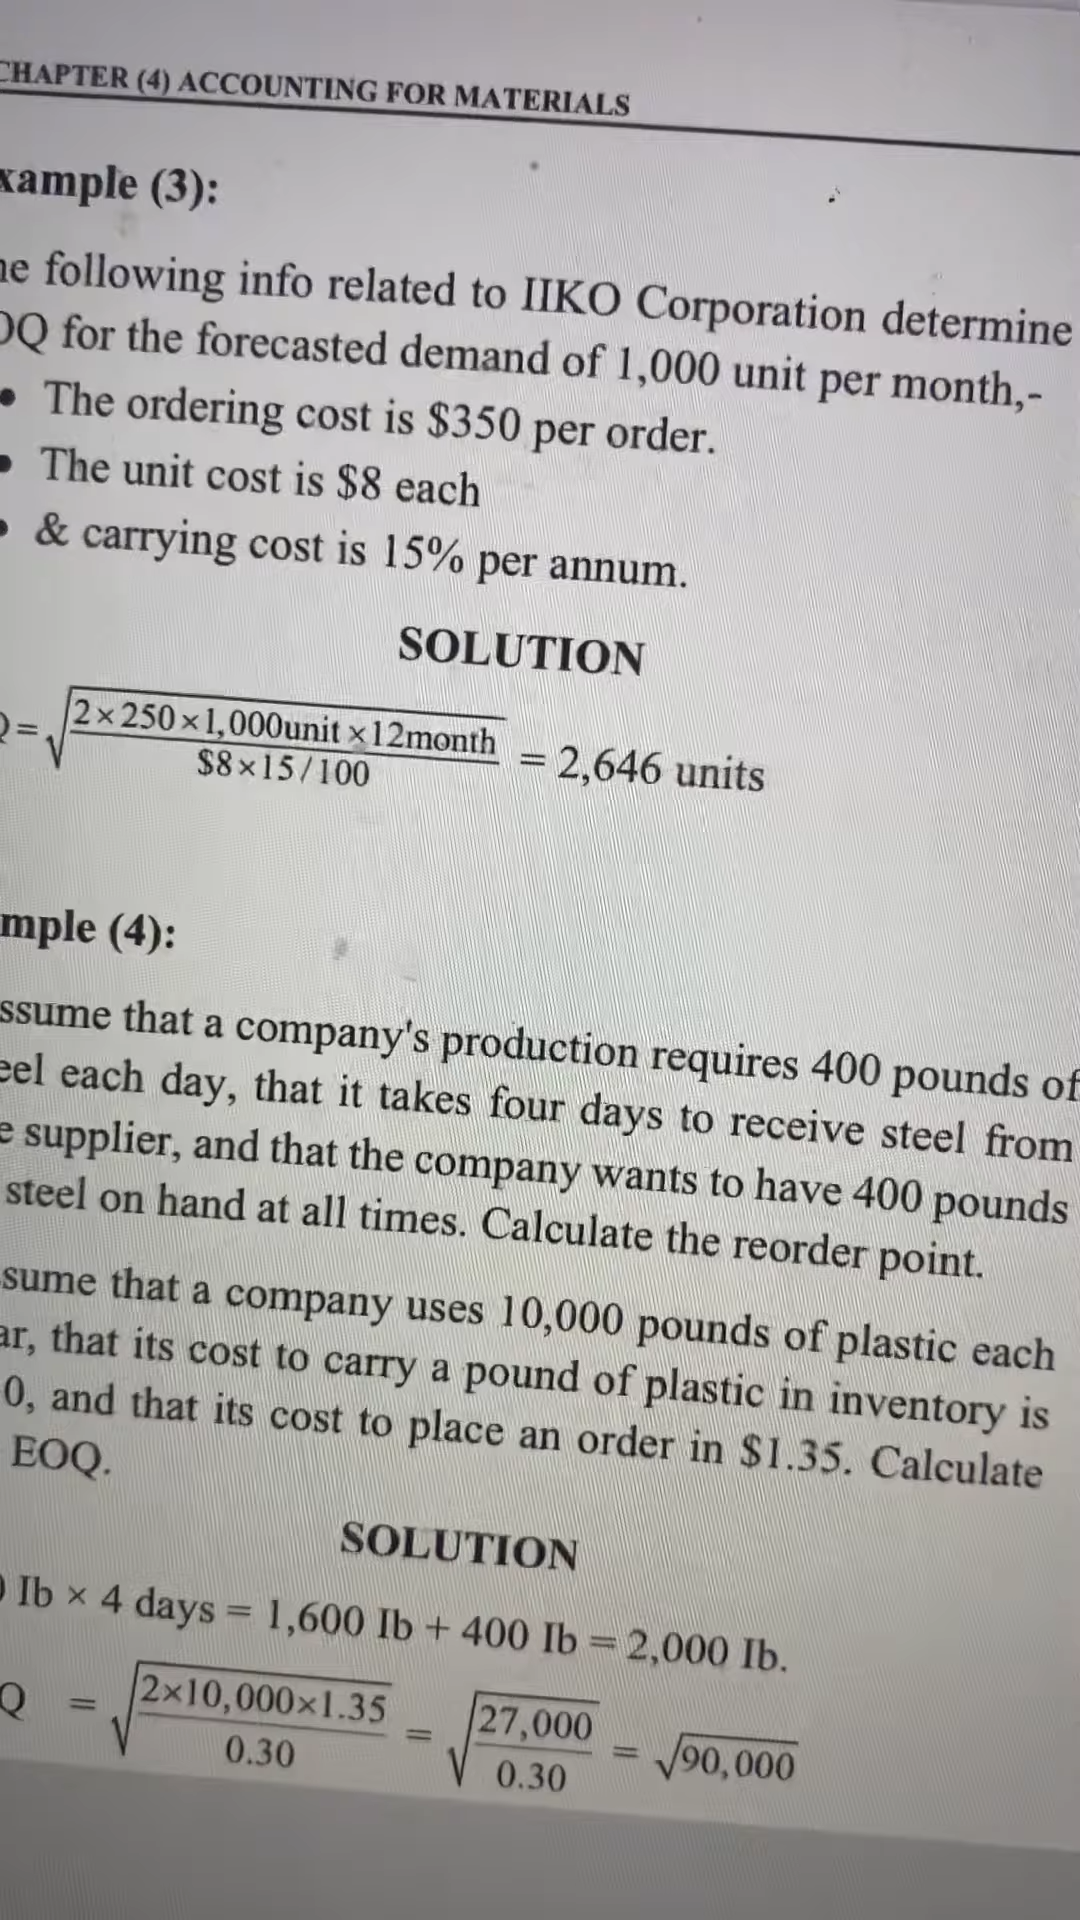 CHAPTER (4) ACCOUNTING FOR MATERIALS
xample (3):
he following info related to IIKO Corporation determine
OQ for the forecasted demand of 1,000 unit per month,-
• The ordering cost is $350 per order.
• The unit cost is $8 each
• & carrying cost is 15% per annum.
SOLUTION
Q = √2×250×1,000unit×12month / $8×15/100 = 2,646 units
mple (4):
ssume that a company's production requires 400 pounds of
eel each day, that it takes four days to receive steel from
e supplier, and that the company wants to have 400 pounds
steel on hand at all times. Calculate the reorder point.
sume that a company uses 10,000 pounds of plastic each
ar, that its cost to carry a pound of plastic in inventory is
0, and that its cost to place an order in $1.35. Calculate
EOQ.
SOLUTION
0 Ib × 4 days = 1,600 Ib + 400 Ib = 2,000 Ib.
Q = √2×10,000×1.35 / 0.30 = √27,000 / 0.30 = √90,000